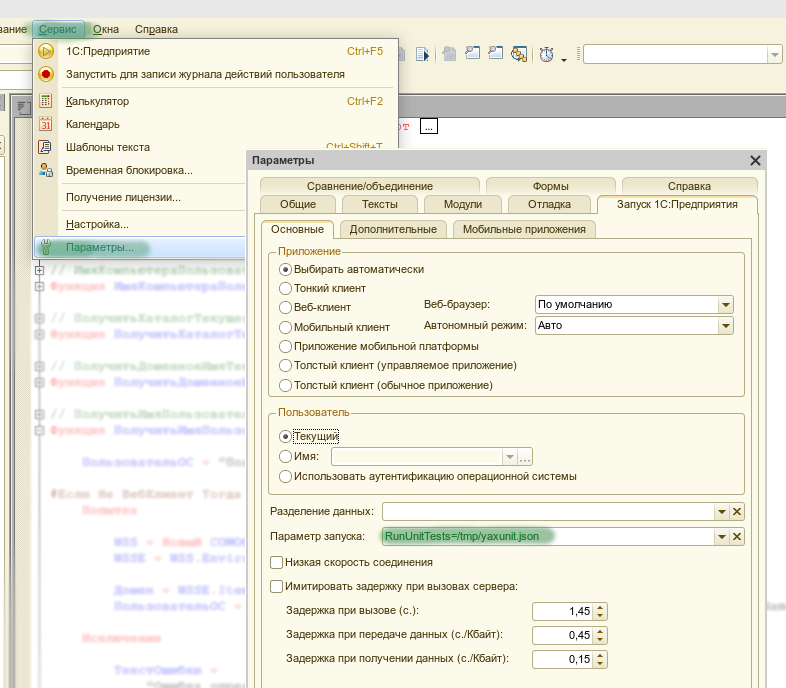 вание Сервис Окна Справка
1С:Предприятие Ctrl+F5
Запустить для записи журнала действий пользователя
Калькулятор Ctrl+F2
Календарь
Шаблоны текста Ctrl+Shift+T
Временная блокировка...
Получение лицензии...
Настройка...
Параметры...
от ...
Параметры
Сравнение/объединение Формы Справка
Общие Тексты Модули Отладка Запуск 1С:Предприятия
Основные Дополнительные Мобильные приложения
Приложение
Выбирать автоматически
Тонкий клиент
Веб-клиент Веб-браузер: По умолчанию
Мобильный клиент Автономный режим: Авто
Приложение мобильной платформы
Толстый клиент (управляемое приложение)
Толстый клиент (обычное приложение)
Пользователь
Текущий
Имя: ...
Использовать аутентификацию операционной системы
Разделение данных:
Параметр запуска: RunUnitTests=/tmp/yaxunit.json
Низкая скорость соединения
Имитировать задержку при вызовах сервера:
Задержка при вызове (с.): 1,45
Задержка при передаче данных (с./Кбайт): 0,45
Задержка при получении данных (с./Кбайт): 0,15
// ИмяКомпьютераПользоват
Функция ИмяКомпьютераПоль
// ПолучитьКаталогТекуще
Функция ПолучитьКаталогТе
// ПолучитьДоменноеИмяТек
Функция ПолучитьДоменноеИ
// ПолучитьИмяПользовател
Функция ПолучитьИмяПольз
ПользовательОС = "Пол
#Если Не ВебКлиент Тогда
Попытка
WSS = Новый COMОб
WSSE = WSS.Enviro
Домен = WSSE.Item
ПользовательОС =
Исключение
ТекстОшибки =
"Ошибка опред